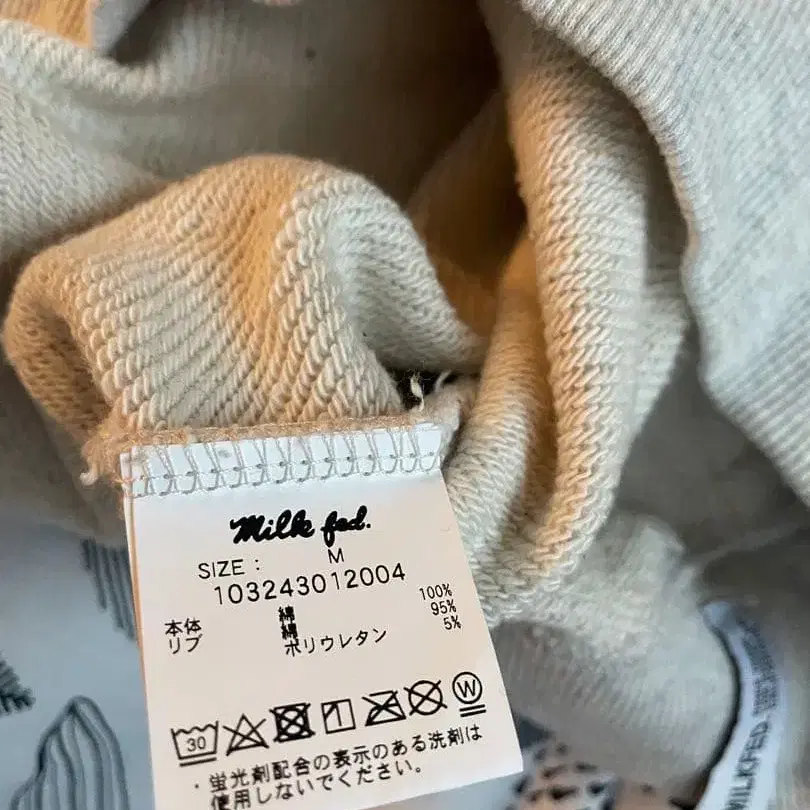 Milk fed.
SIZE : M
103243012004
本体 綿 100%
リブ 綿 95%
ポリウレタン 5%
30
W
・蛍光剤配合の表示のある洗剤は
使用しないでください。
MILKFED.